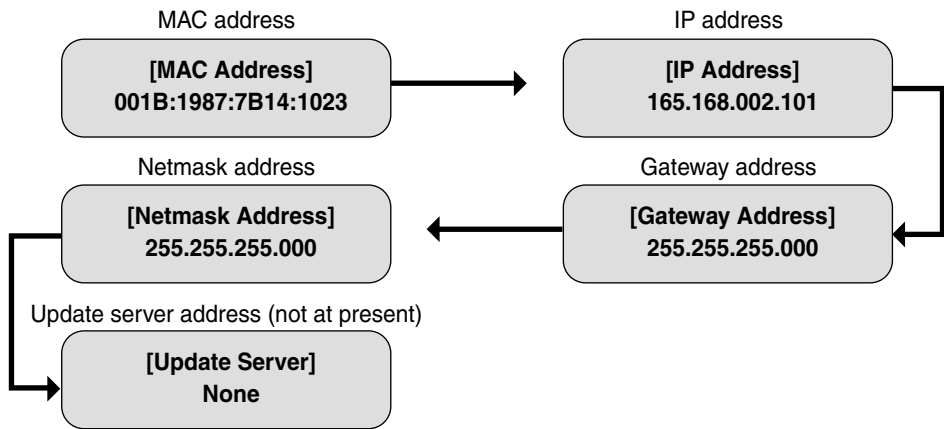 MAC address
[MAC Address]
001B:1987:7B14:1023
IP address
[IP Address]
165.168.002.101
Gateway address
[Gateway Address]
255.255.255.000
Netmask address
[Netmask Address]
255.255.255.000
Update server address (not at present)
[Update Server]
None